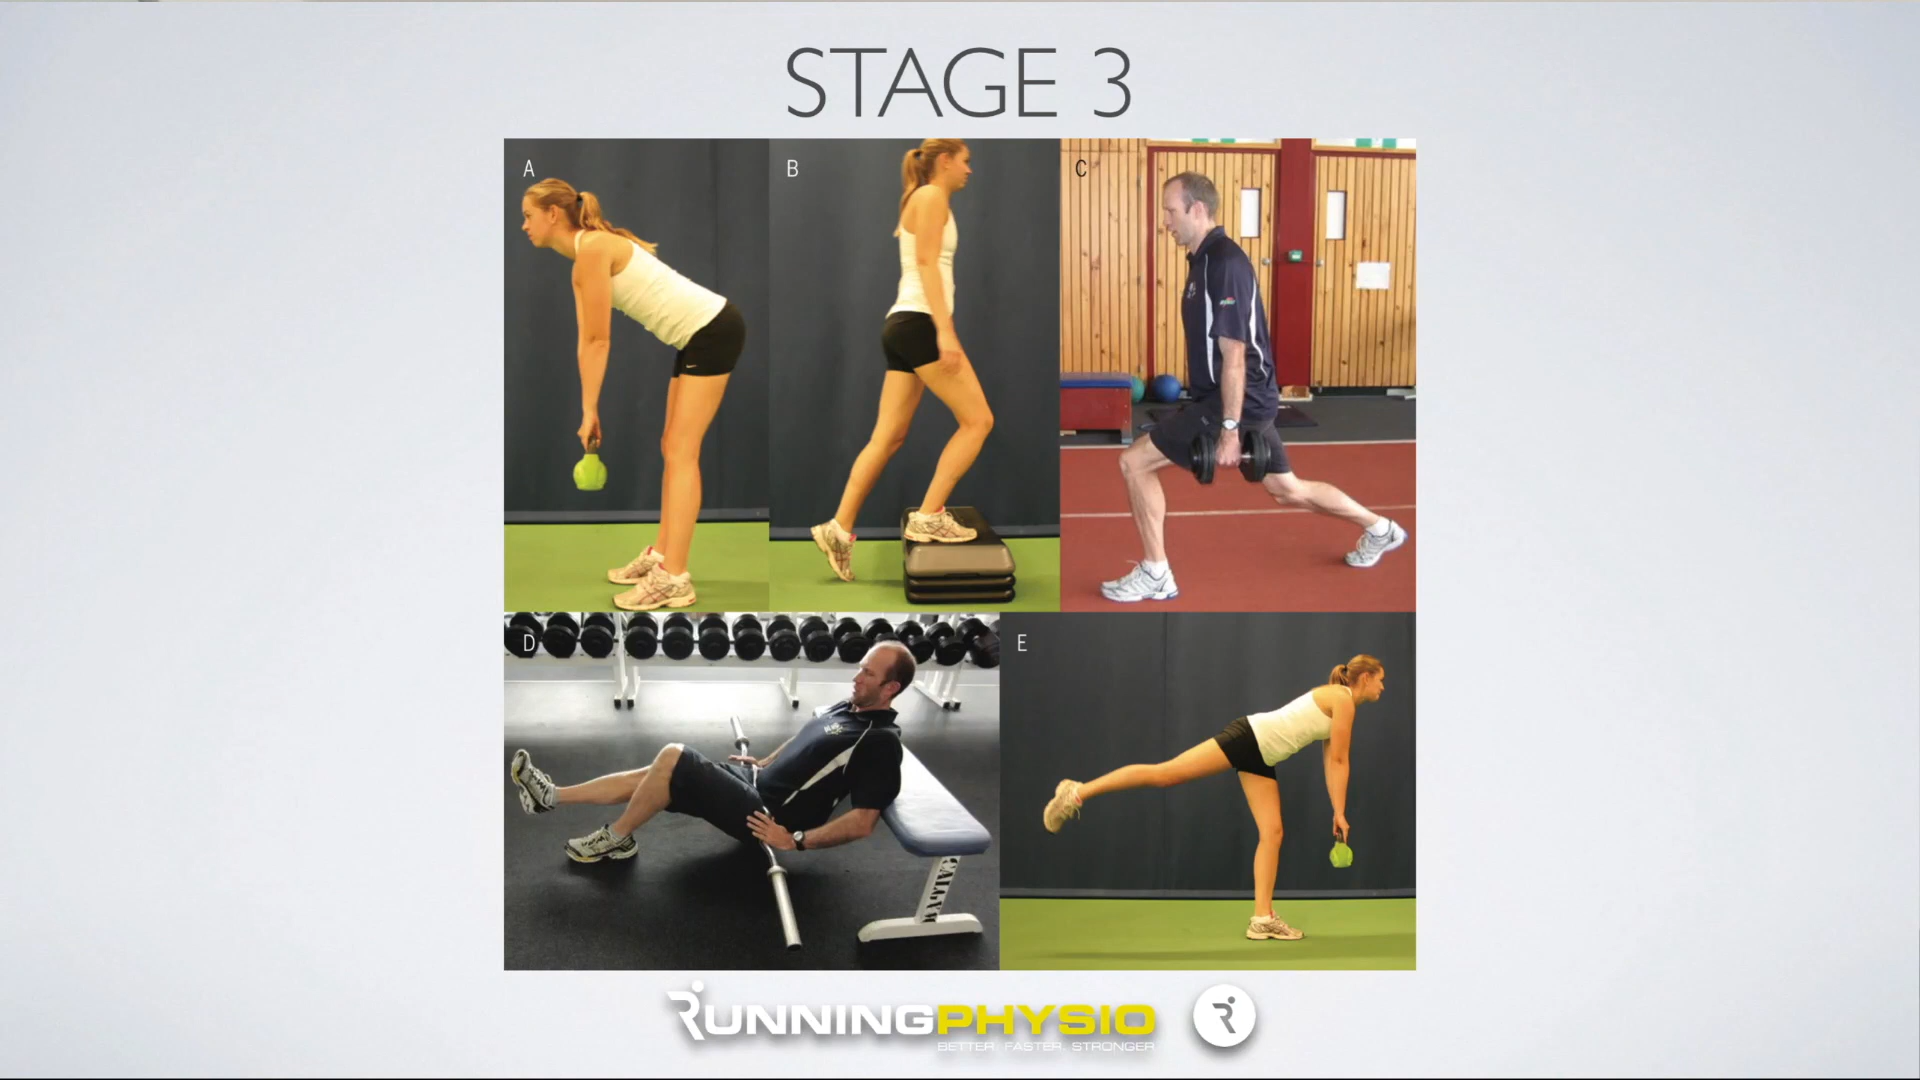 STAGE 3
A
B
C
D
E
RUNNINGPHYSIO
BETTER. FASTER. STRONGER